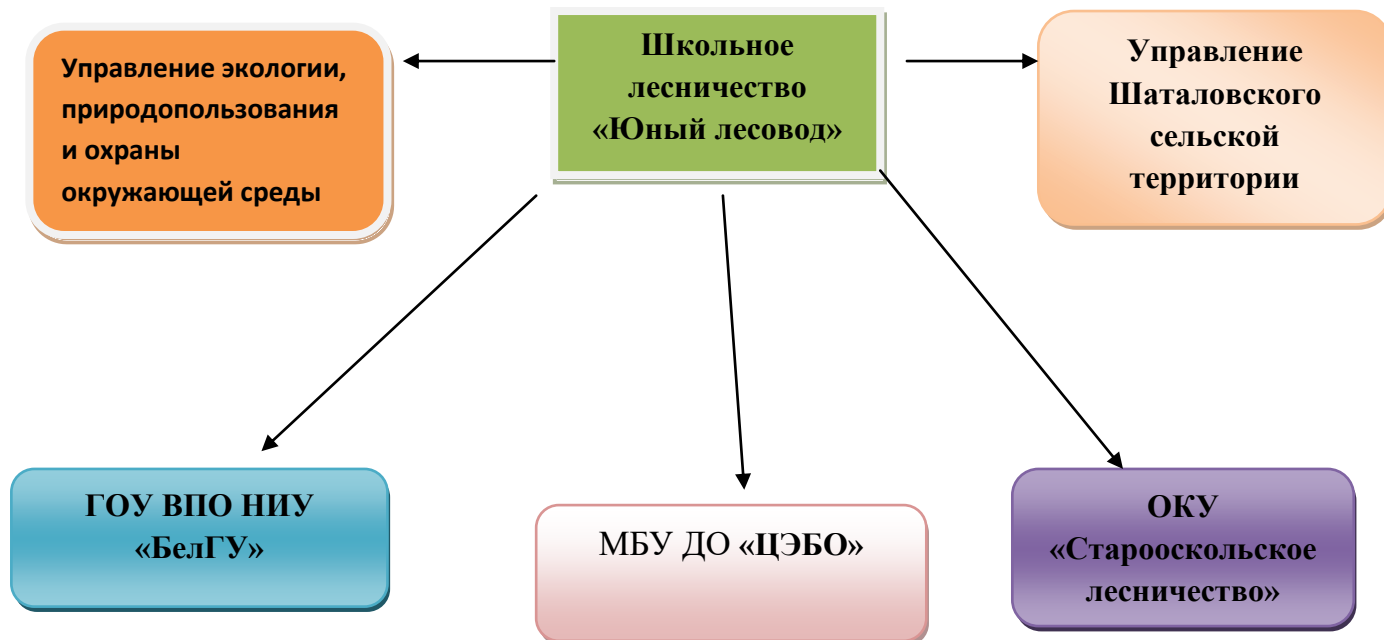 Управление экологии,
природопользования
и охраны
окружающей среды
Школьное
лесничество
«Юный лесовод»
Управление
Шаталовского
сельской
территории
ГОУ ВПО НИУ
«БелГУ»
МБУ ДО «ЦЭБО»
ОКУ
«Старооскольское
лесничество»